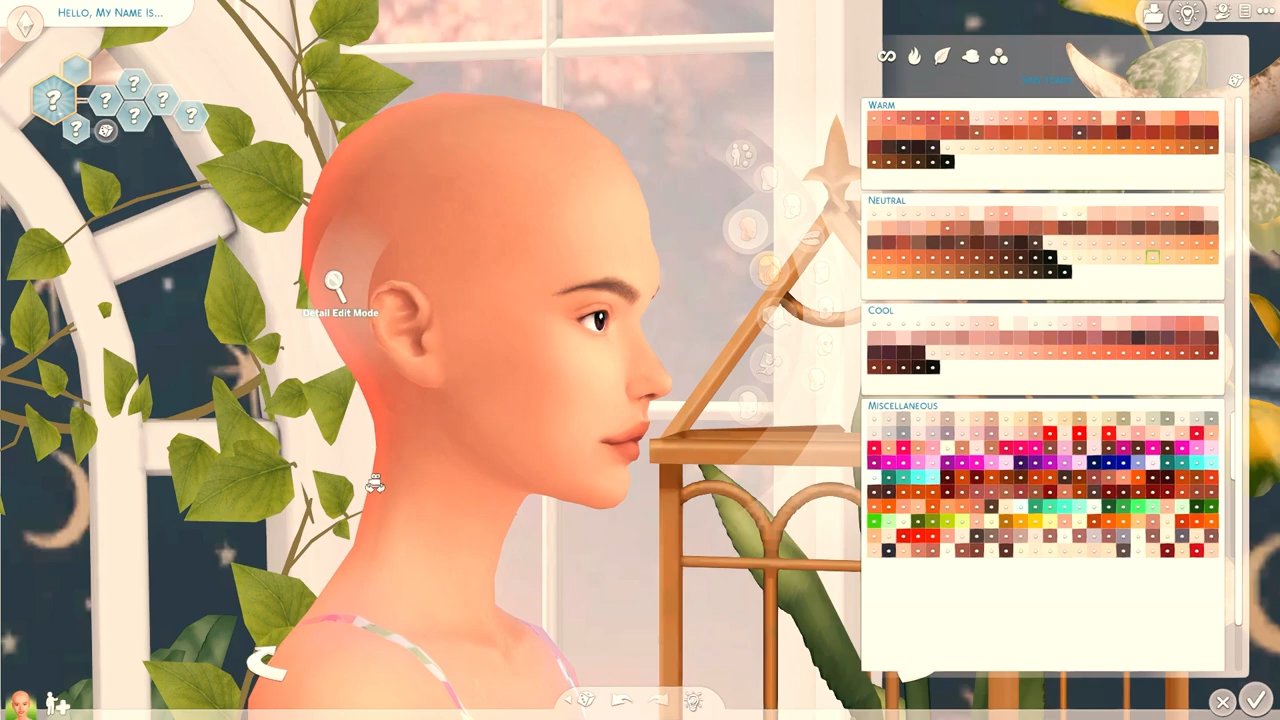 Hello, My Name Is...
Warm
Neutral
Detail Edit Mode
Cool
Miscellaneous